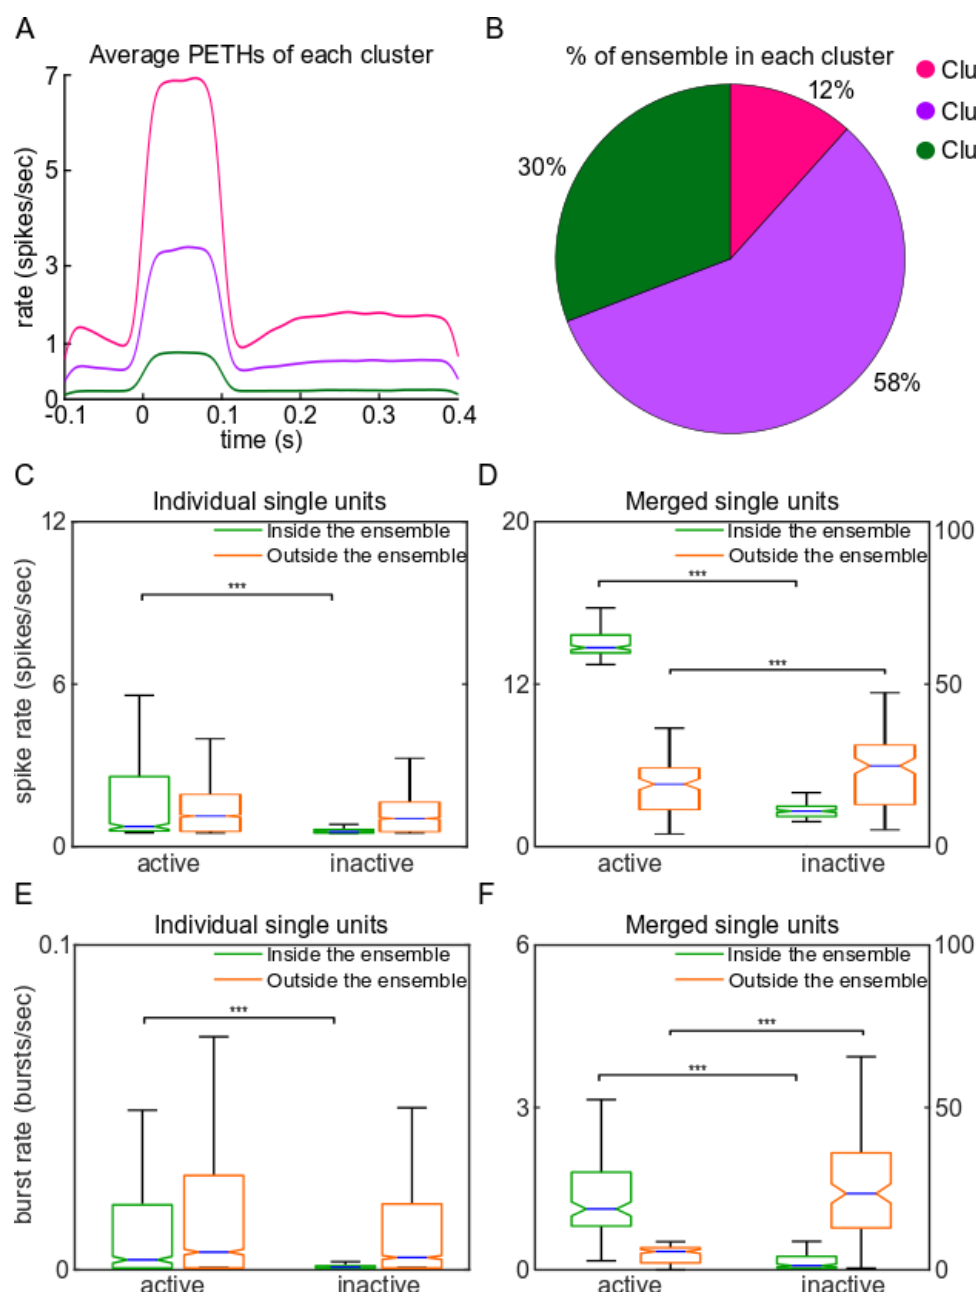 A
Average PETHs of each cluster
7
5
3
1
0
rate (spikes/sec)
-0.1
0
0.1
0.2
0.3
0.4
time (s)
B
% of ensemble in each cluster
12%
30%
58%
Clu
Clu
Clu
C
Individual single units
12
6
0
spike rate (spikes/sec)
Inside the ensemble
Outside the ensemble
***
active
inactive
D
Merged single units
20
12
0
100
50
0
Inside the ensemble
Outside the ensemble
***
***
active
inactive
E
Individual single units
0.1
0
burst rate (bursts/sec)
Inside the ensemble
Outside the ensemble
***
active
inactive
F
Merged single units
6
3
0
100
50
0
Inside the ensemble
Outside the ensemble
***
***
active
inactive